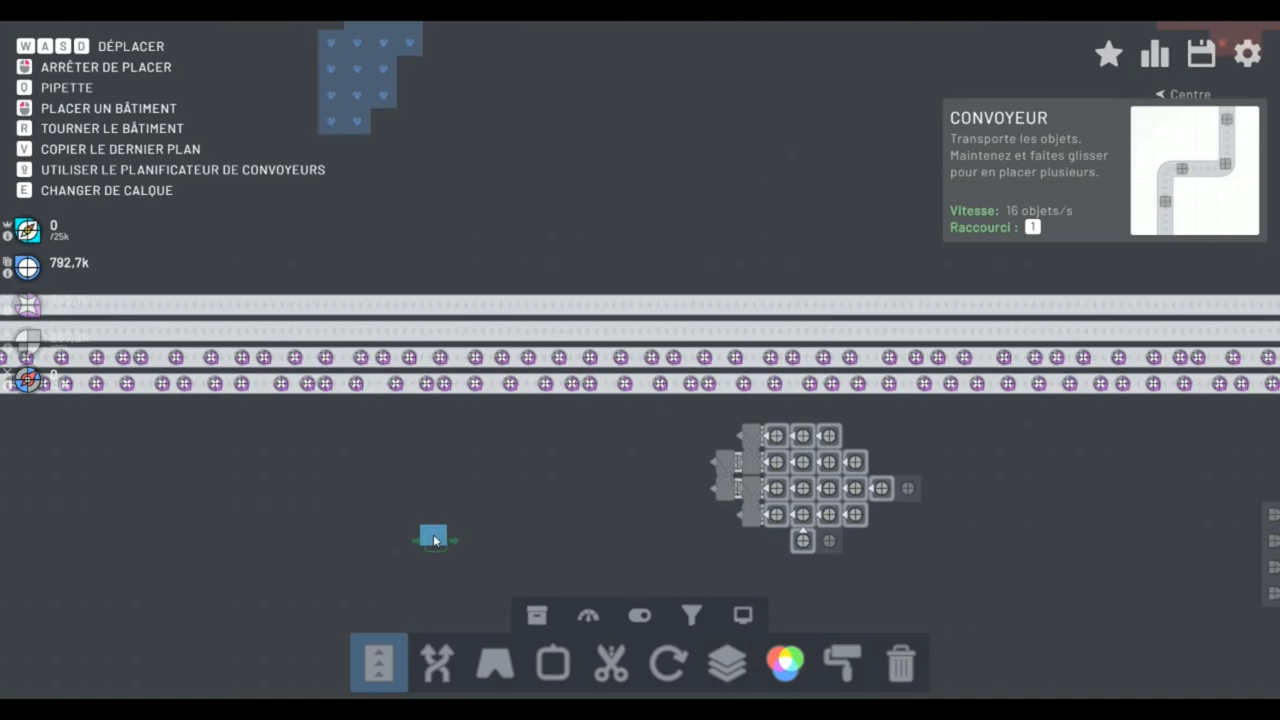 W A S D DÉPLACER
ARRÊTER DE PLACER
Q PIPETTE
PLACER UN BÂTIMENT
R TOURNER LE BÂTIMENT
V COPIER LE DERNIER PLAN
UTILISER LE PLANIFICATEUR DE CONVOYEURS
E CHANGER DE CALQUE
0
/25k
792,7k
Centre
CONVOYEUR
Transporte les objets.
Maintenez et faites glisser
pour en placer plusieurs.
Vitesse: 16 objets/s
Raccourci : 1